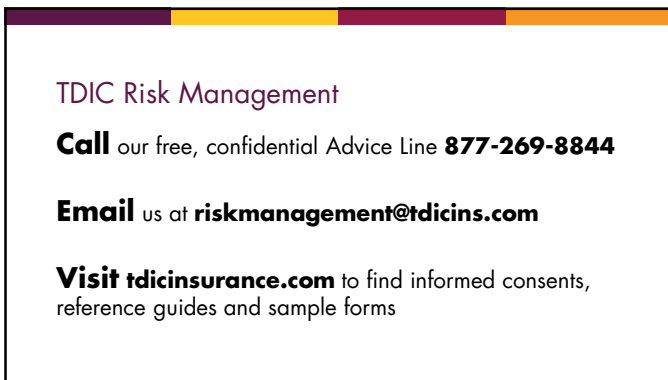 TDIC Risk Management
Call our free, confidential Advice Line 877-269-8844
Email us at riskmanagement@tdicins.com
Visit tdicinsurance.com to find informed consents,
reference guides and sample forms